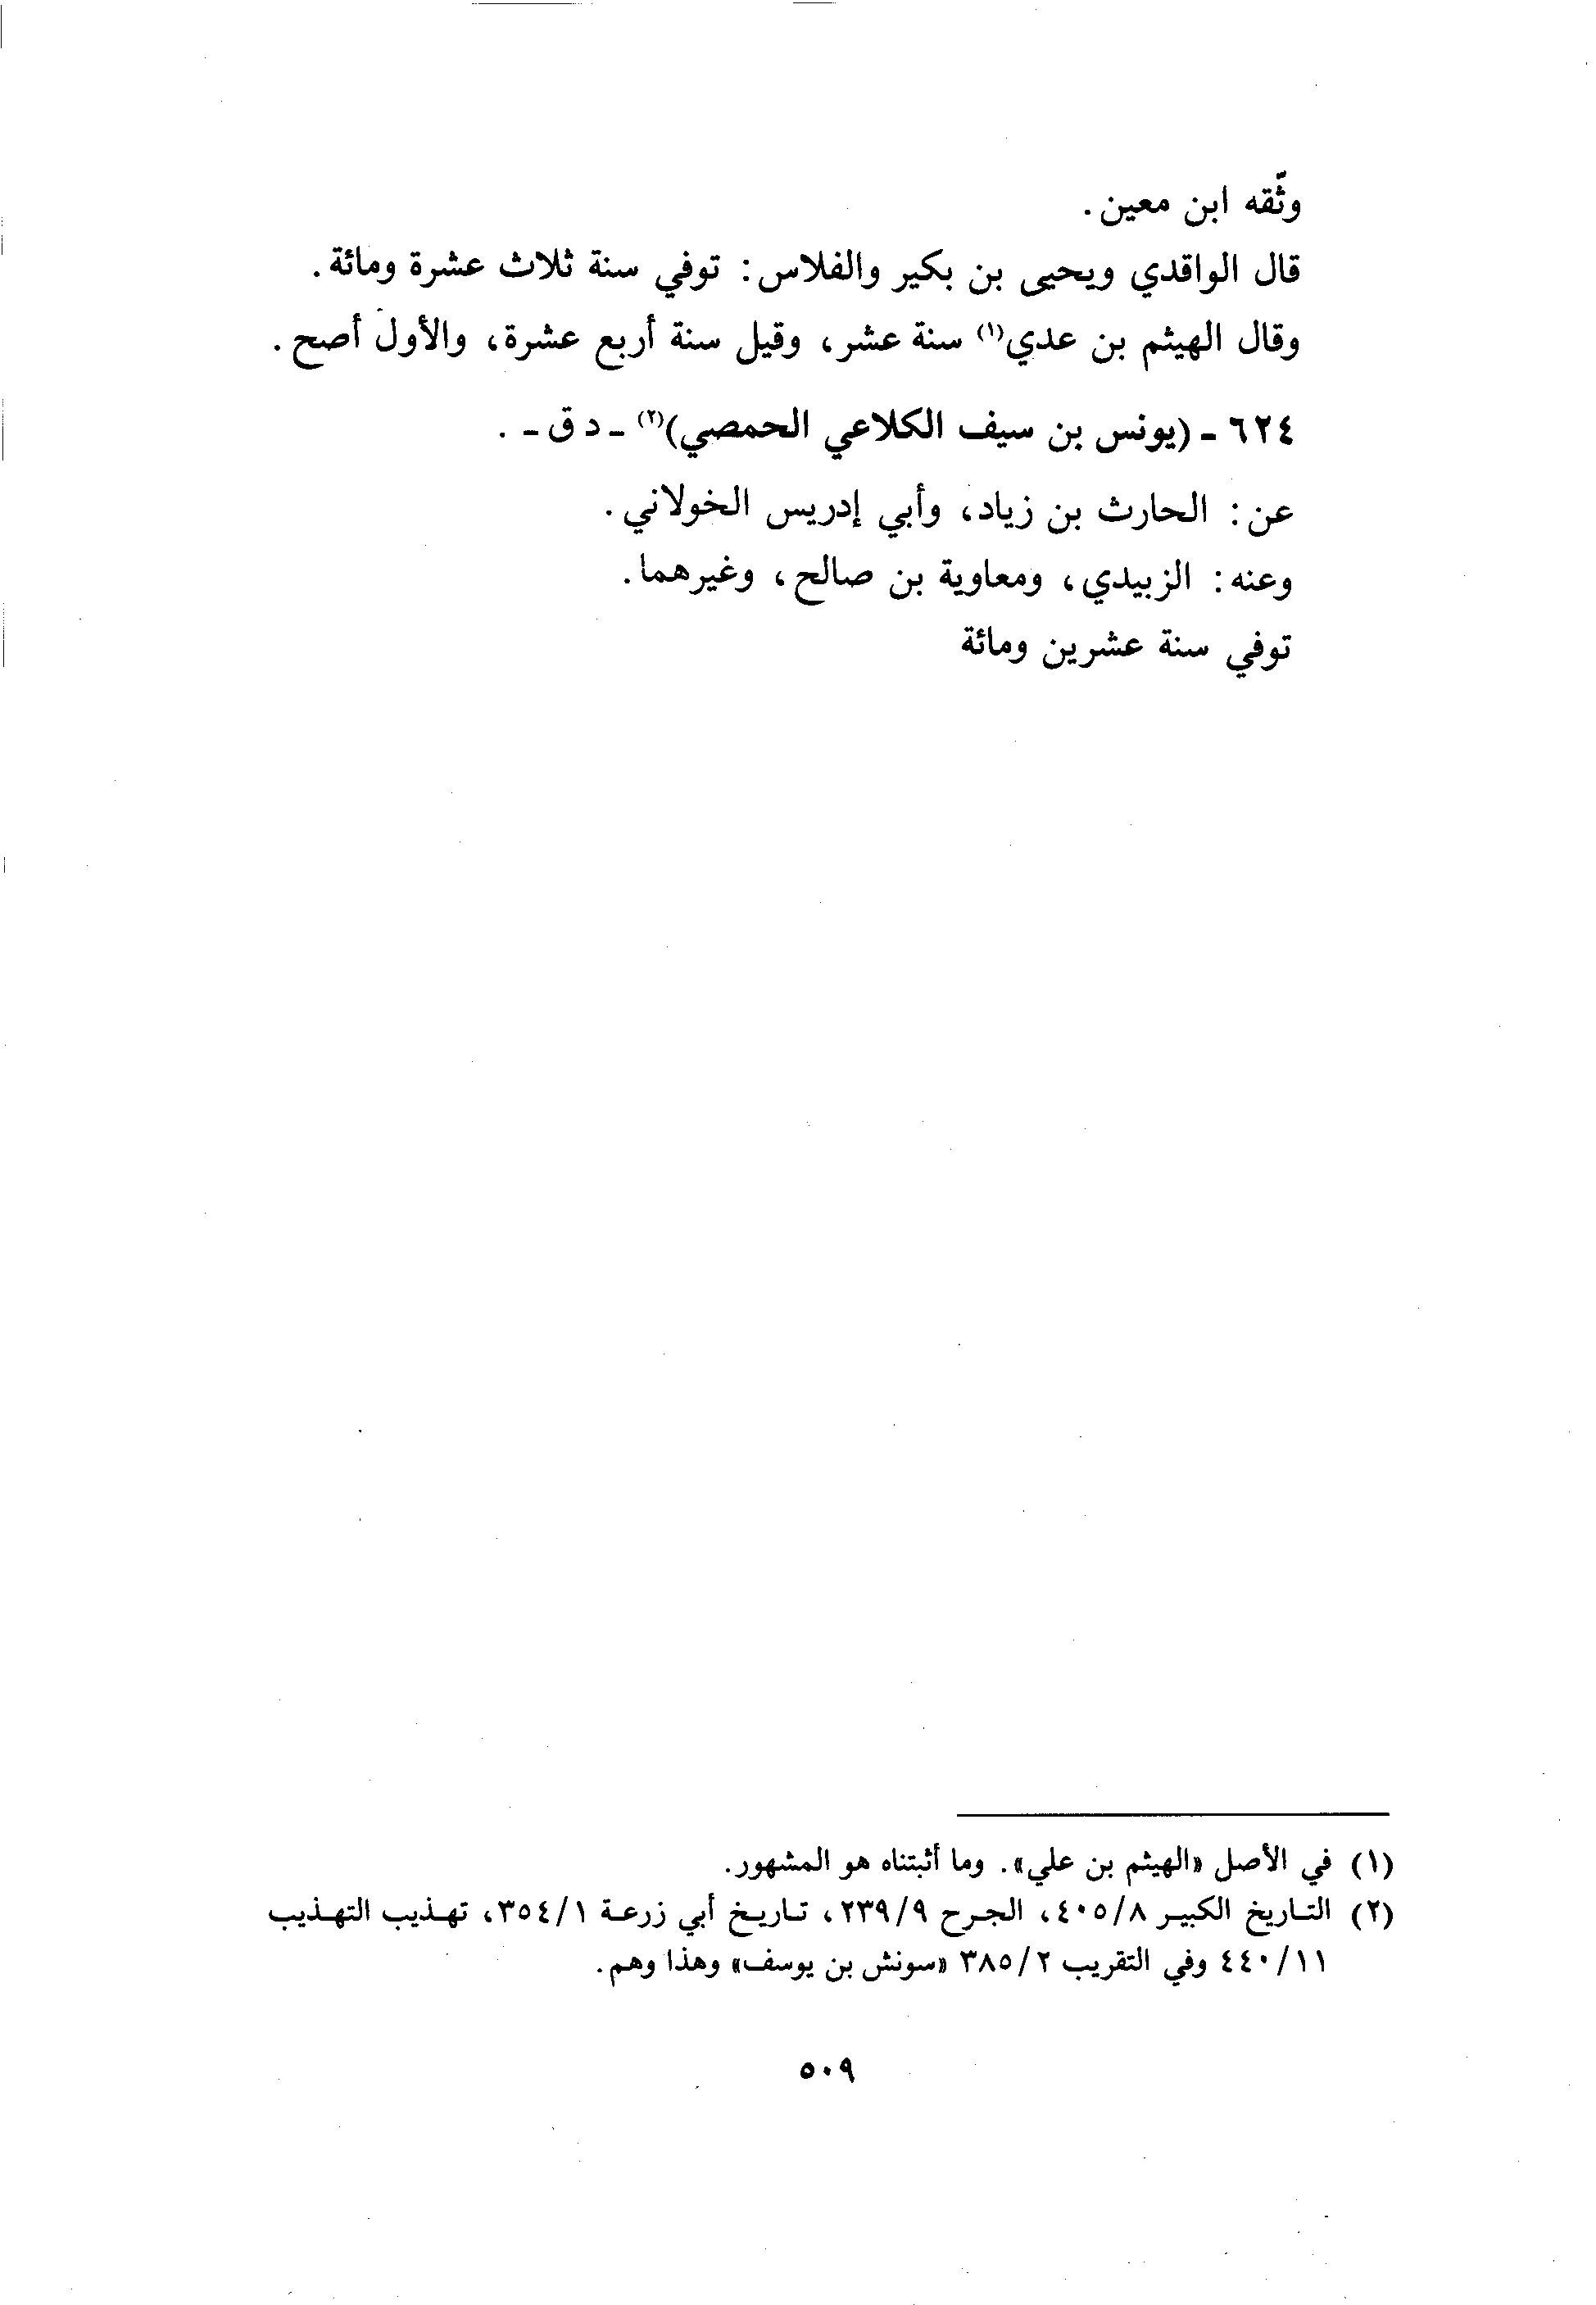 وثّقه ابن معين.
قال الواقدي ويحيى بن بكير والفلاس: توفي سنة ثلاث عشرة ومائة.
وقال الهيثم بن عدي(١) سنة عشر، وقيل سنة أربع عشرة، والأول أصح.
٦٢٤ - (يونس بن سيف الكلاعي الحمصي)(٢) - د ق - .
عن: الحارث بن زياد، وأبي إدريس الخولاني.
وعنه: الزبيدي، ومعاوية بن صالح، وغيرهما.
توفي سنة عشرين ومائة
(١) في الأصل «الهيثم بن علي». وما أثبتناه هو المشهور.
(٢) التاريخ الكبير ٤٠٥/٨، الجرح ٢٣٩/٩، تاريخ أبي زرعة ٣٥٤/١، تهذيب التهذيب
٤٤٠/١١ وفي التقريب ٣٨٥/٢ «سونش بن يوسف» وهذا وهم.
٥٠٩